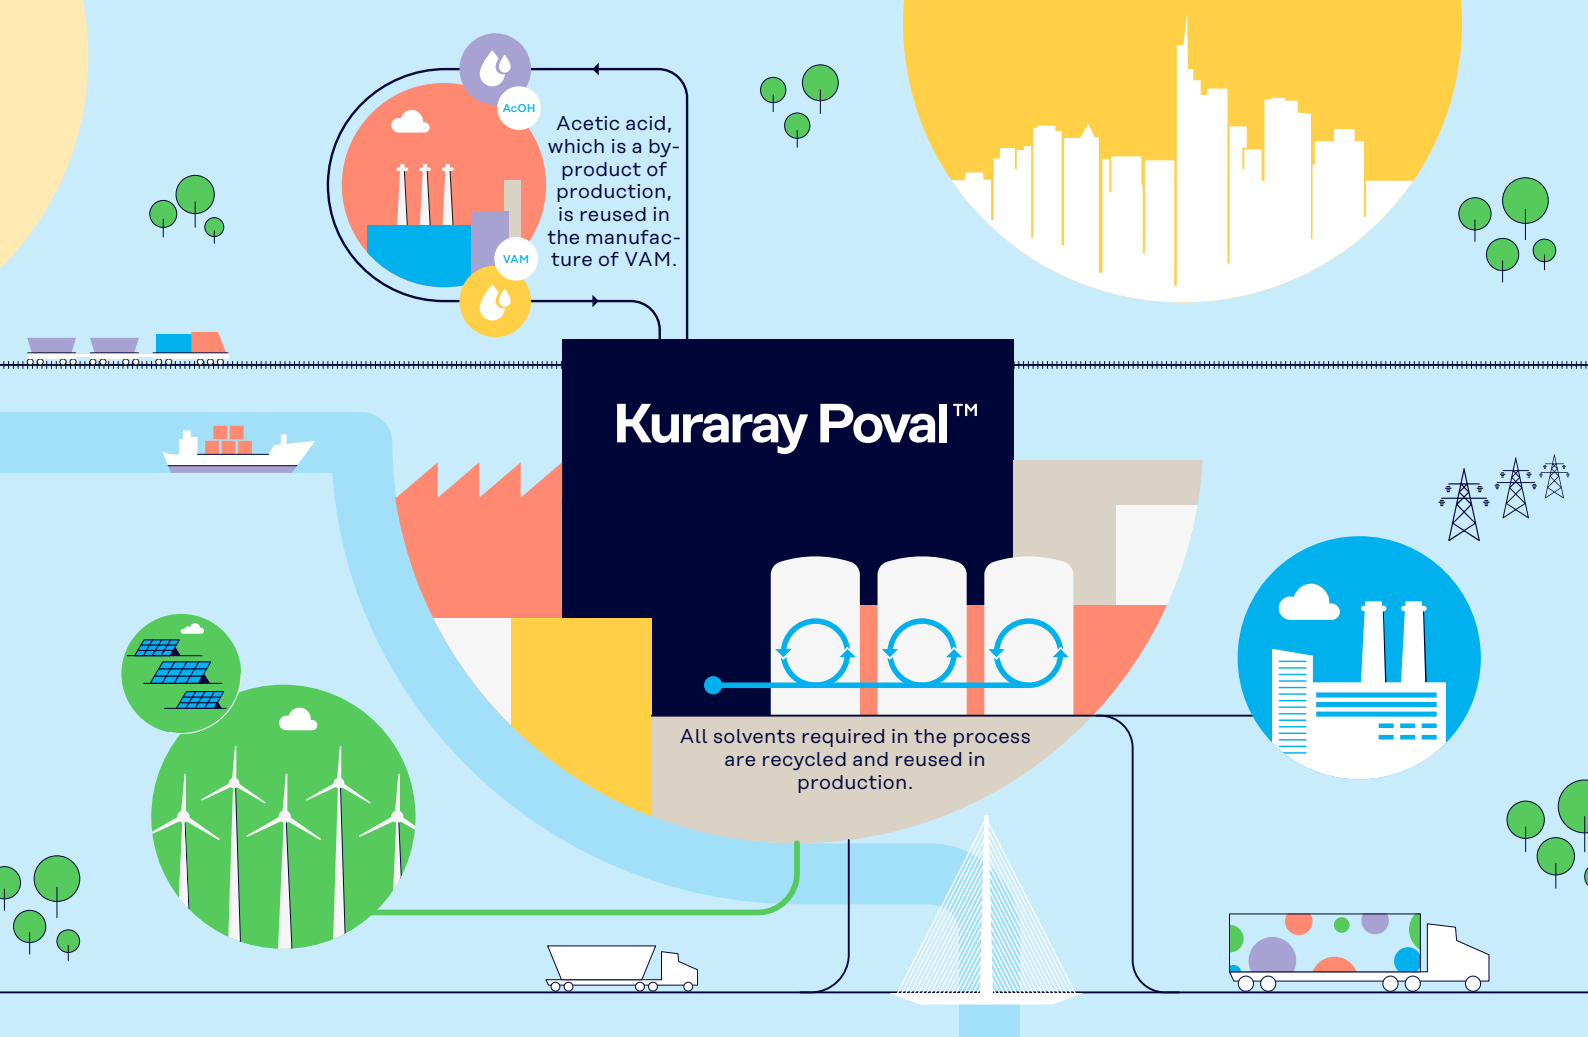 AcOH
Acetic acid,
which is a by-
product of
production,
is reused in
the manufac-
ture of VAM.
VAM
Kuraray Poval™
All solvents required in the process
are recycled and reused in
production.